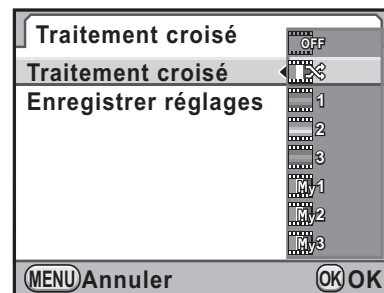 Traitement croisé
OFF
Traitement croisé
Enregistrer réglages
1
2
3
My1
My2
My3
MENU Annuler
OK OK